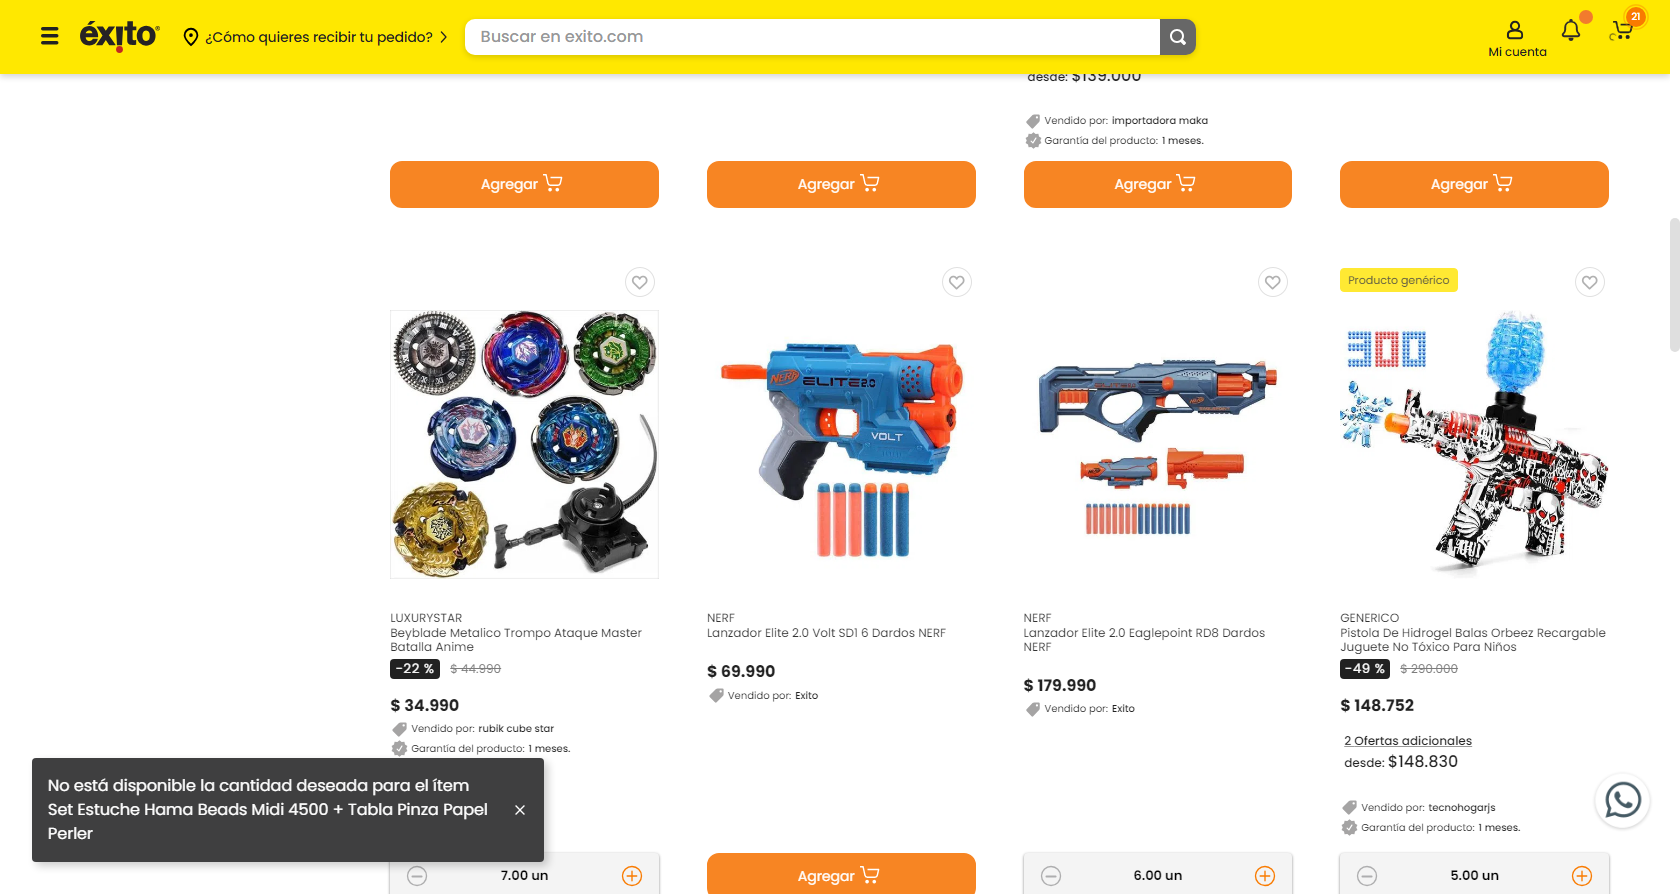 éxito
¿Cómo quieres recibir tu pedido?
Buscar en exito.com
Mi cuenta
21
desde: $139.000
Vendido por: importadora maka
Garantía del producto: 1 meses.
Agregar
Agregar
Agregar
Agregar
Producto genérico
NERF
ELITE 2.0
VOLT
300
LUXURYSTAR
Beyblade Metalico Trompo Ataque Master
Batalla Anime
-22 % $ 44.990
$ 34.990
Vendido por: rubik cube star
Garantía del producto: 1 meses.
NERF
Lanzador Elite 2.0 Volt SD1 6 Dardos NERF
$ 69.990
Vendido por: Exito
NERF
Lanzador Elite 2.0 Eaglepoint RD8 Dardos
NERF
$ 179.990
Vendido por: Exito
GENERICO
Pistola De Hidrogel Balas Orbeez Recargable
Juguete No Tóxico Para Niños
-49 % $ 290.000
$ 148.752
2 Ofertas adicionales
desde: $148.830
Vendido por: tecnohogarjs
Garantía del producto: 1 meses.
No está disponible la cantidad deseada para el ítem
Set Estuche Hama Beads Midi 4500 + Tabla Pinza Papel
Perler
7.00 un
Agregar
6.00 un
5.00 un